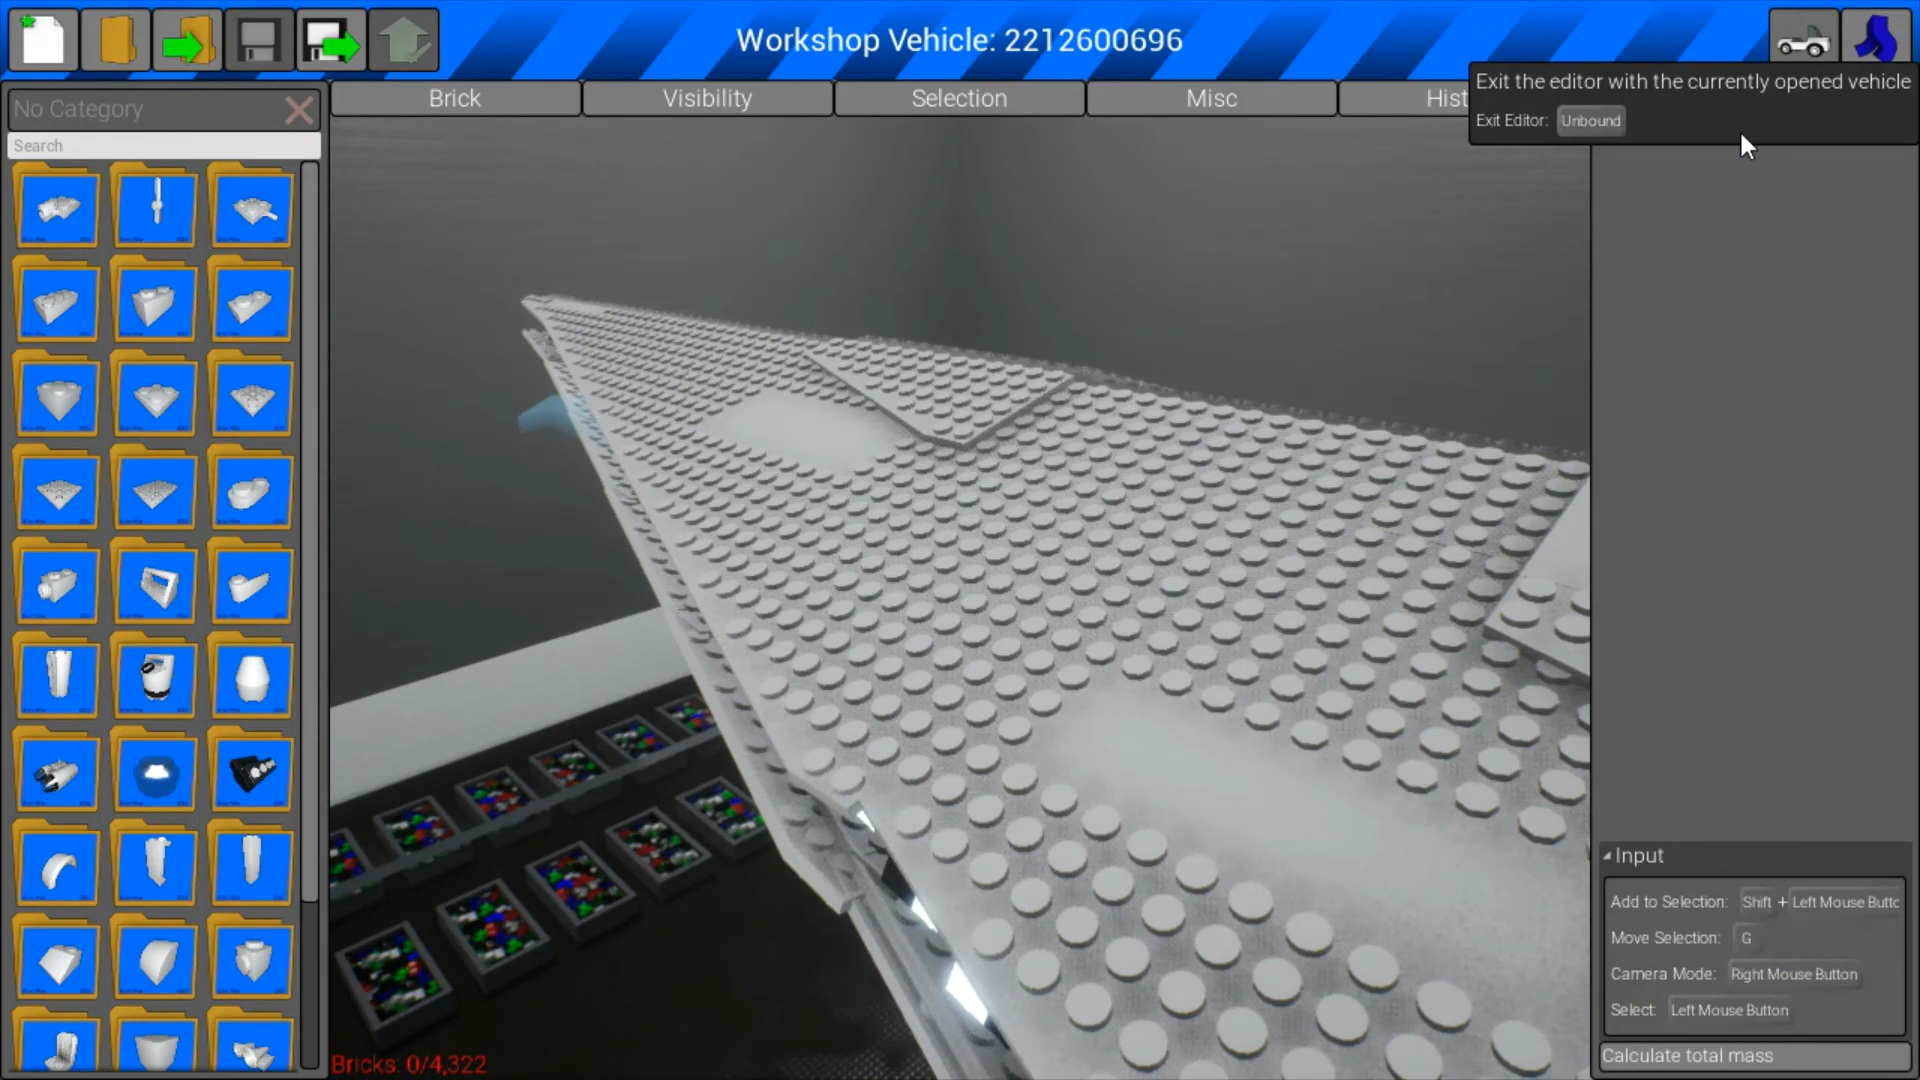 Workshop Vehicle: 2212600696
No Category
Search
Brick
Visibility
Selection
Misc
Hist
Exit the editor with the currently opened vehicle
Exit Editor: Unbound
Input
Add to Selection: Shift + Left Mouse Buttc
Move Selection: G
Camera Mode: Right Mouse Button
Select: Left Mouse Button
Calculate total mass
Bricks: 0/4,322